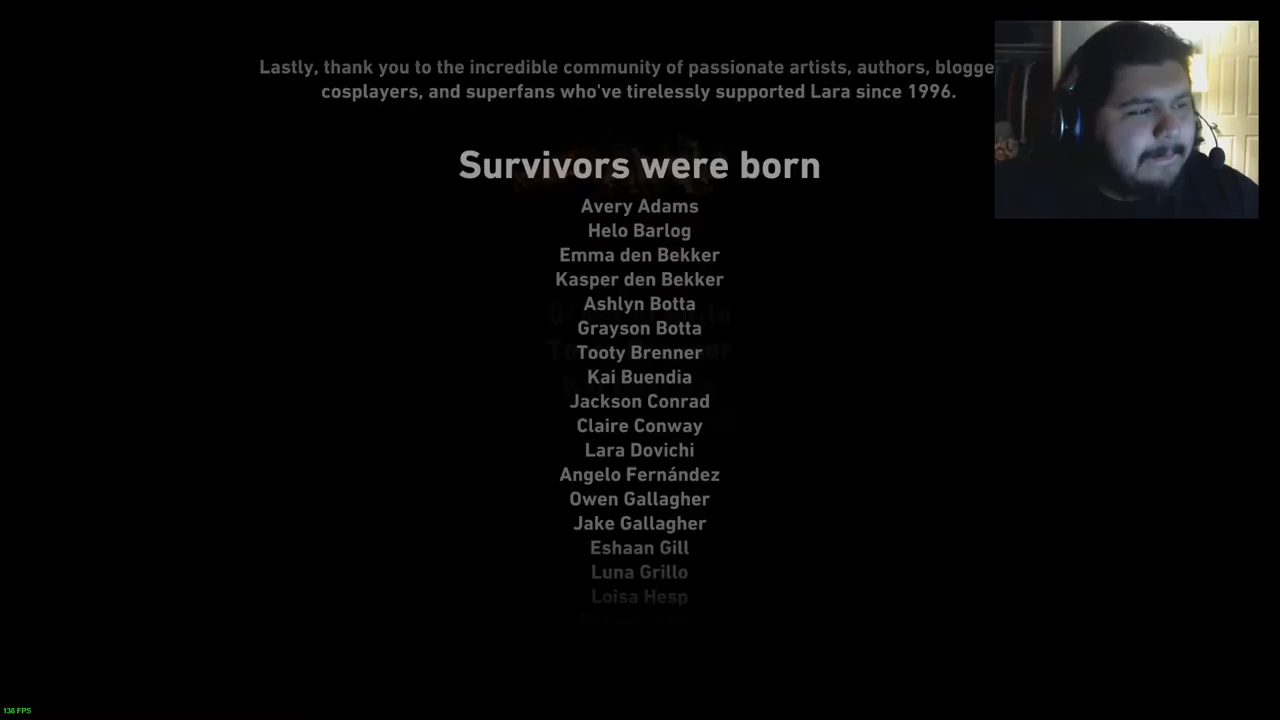 Lastly, thank you to the incredible community of passionate artists, authors, blogge
cosplayers, and superfans who've tirelessly supported Lara since 1996.
Survivors were born
Avery Adams
Helo Barlog
Emma den Bekker
Kasper den Bekker
Ashlyn Botta
Grayson Botta
Tooty Brenner
Kai Buendia
Jackson Conrad
Claire Conway
Lara Dovichi
Angelo Fernández
Owen Gallagher
Jake Gallagher
Eshaan Gill
Luna Grillo
Loisa Hesp
138 FPS